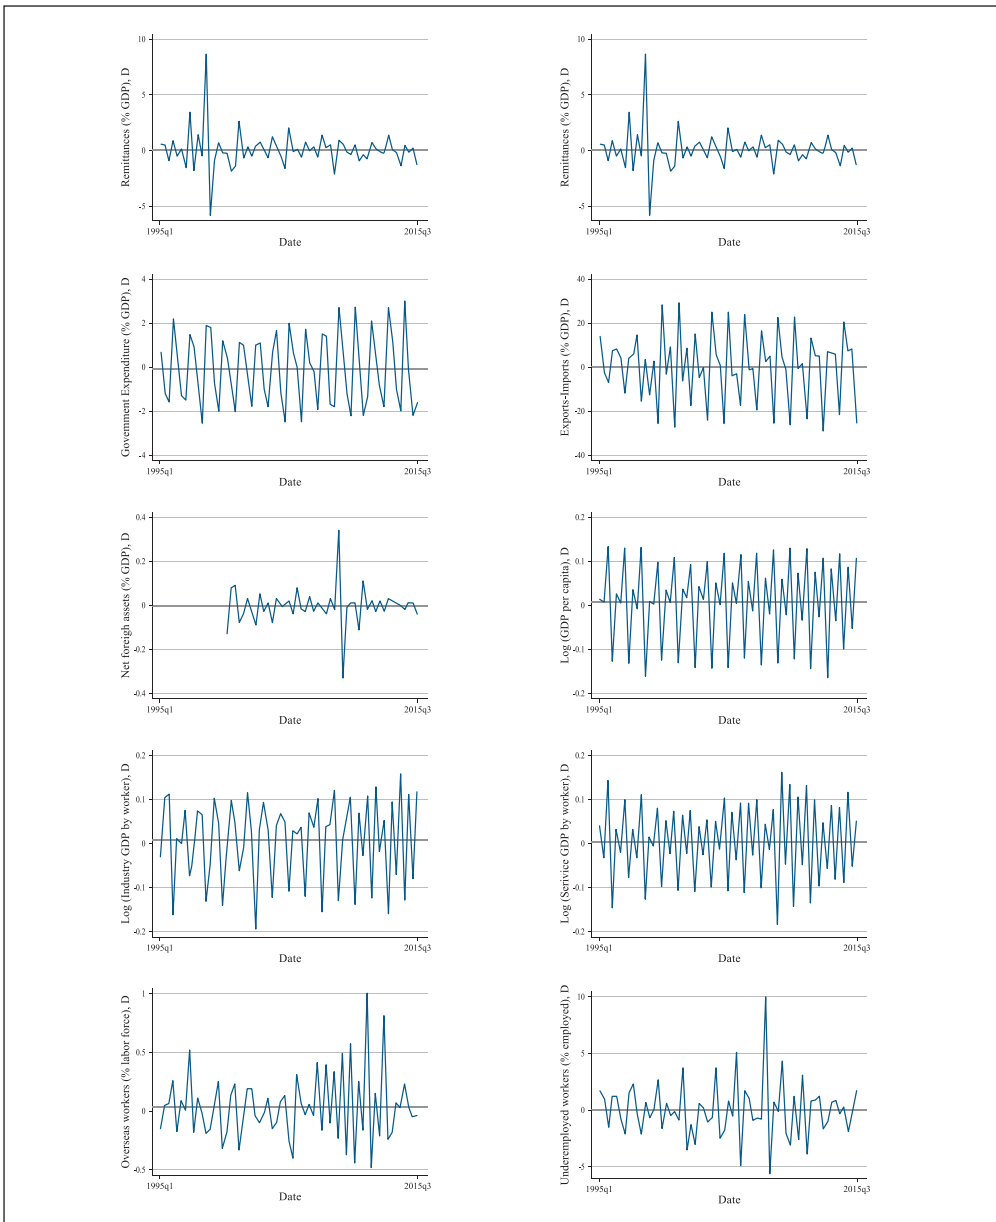 Remittances (% GDP), D
10
5
0
-5
1995q1
2015q3
Date
Remittances (% GDP), D
10
5
0
-5
1995q1
2015q3
Date
Government Expenditure (% GDP), D
4
2
0
-2
-4
1995q1
2015q3
Date
Exports-Imports (% GDP), D
40
20
0
-20
-40
1995q1
2015q3
Date
Net foreigh assets (% GDP), D
0.4
0.2
0
-0.2
-0.4
1995q1
2015q3
Date
Log (GDP per capita), D
0.2
0.1
0
-0.1
-0.2
1995q1
2015q3
Date
Log (Industry GDP by worker), D
0.2
0.1
0
-0.1
-0.2
1995q1
2015q3
Date
Log (Serivice GDP by worker), D
0.2
0.1
0
-0.1
-0.2
1995q1
2015q3
Date
Overseas workers (% labor force), D
1
0.5
0
-0.5
1995q1
2015q3
Date
Underemployed workers (% employed), D
10
5
0
-5
1995q1
2015q3
Date